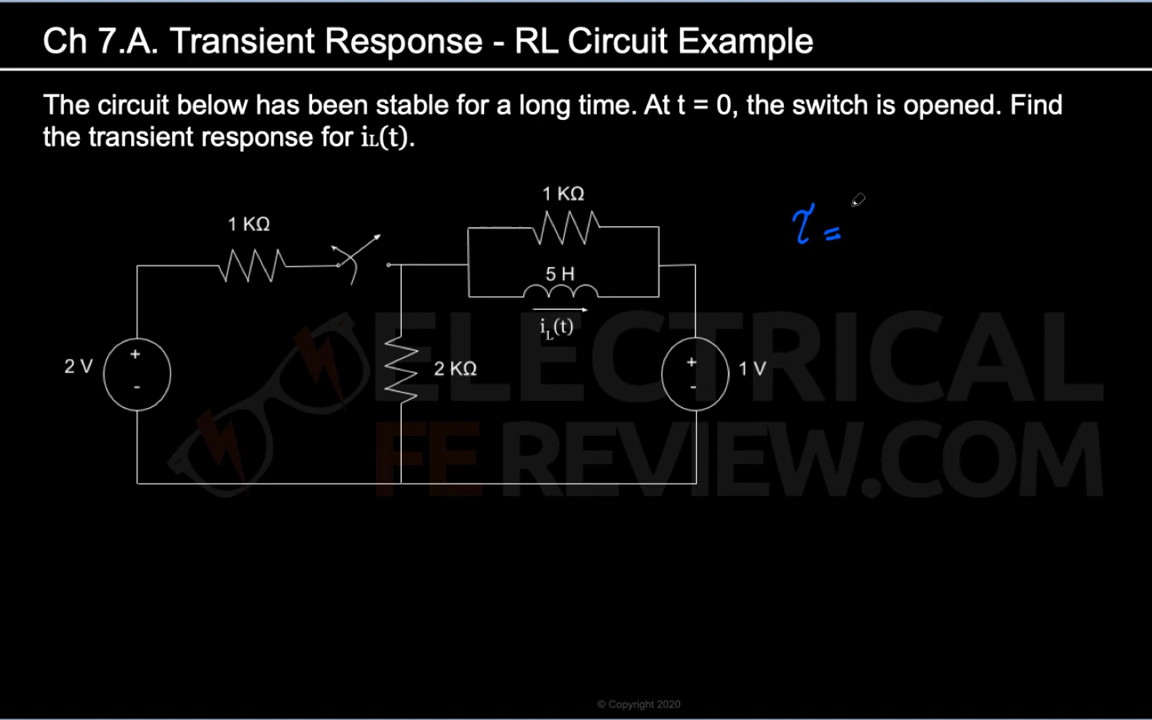 Ch 7.A. Transient Response - RL Circuit Example
The circuit below has been stable for a long time. At t = 0, the switch is opened. Find
the transient response for iL(t).
1 KΩ
1 KΩ
τ =
5 H
iL(t)
2 V
+
-
2 KΩ
+
-
1 V
ELECTRICAL
FE REVIEW.COM
© Copyright 2020